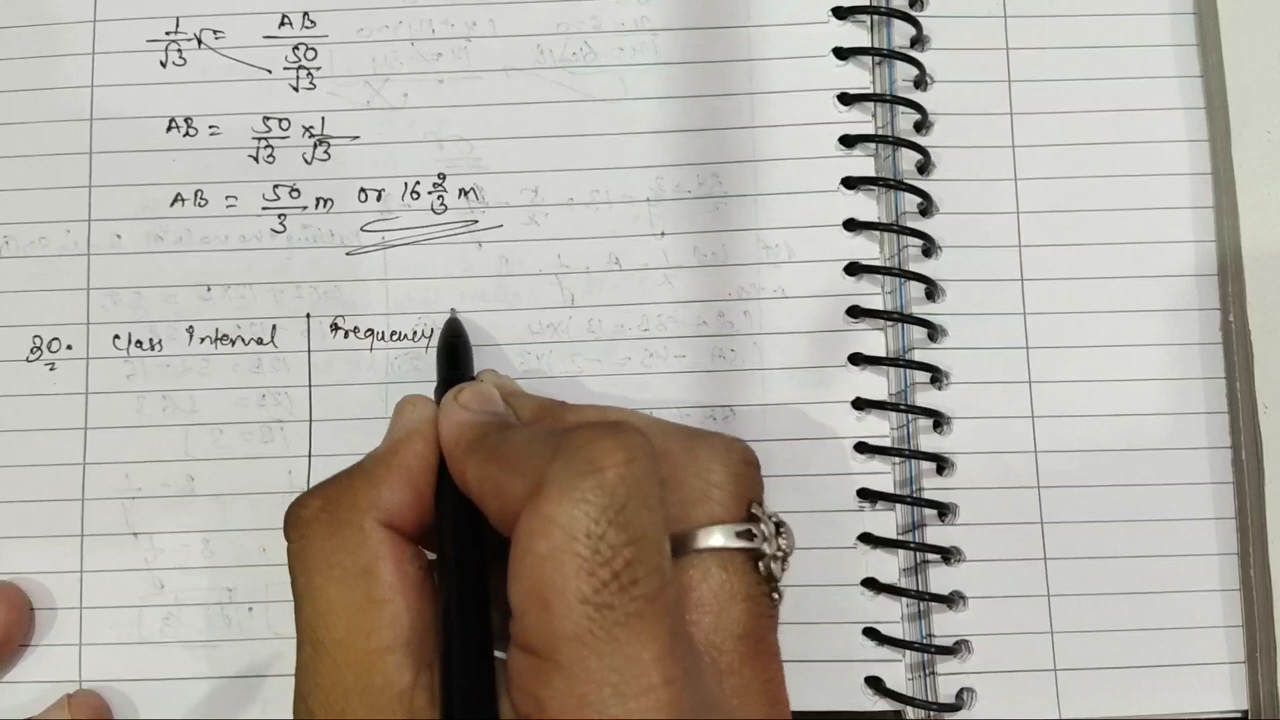 1/√3 = AB / 50/√3
AB = 50/√3 × 1/√3
AB = 50/3 m or 16 2/3 m
30. Class Interval Frequency